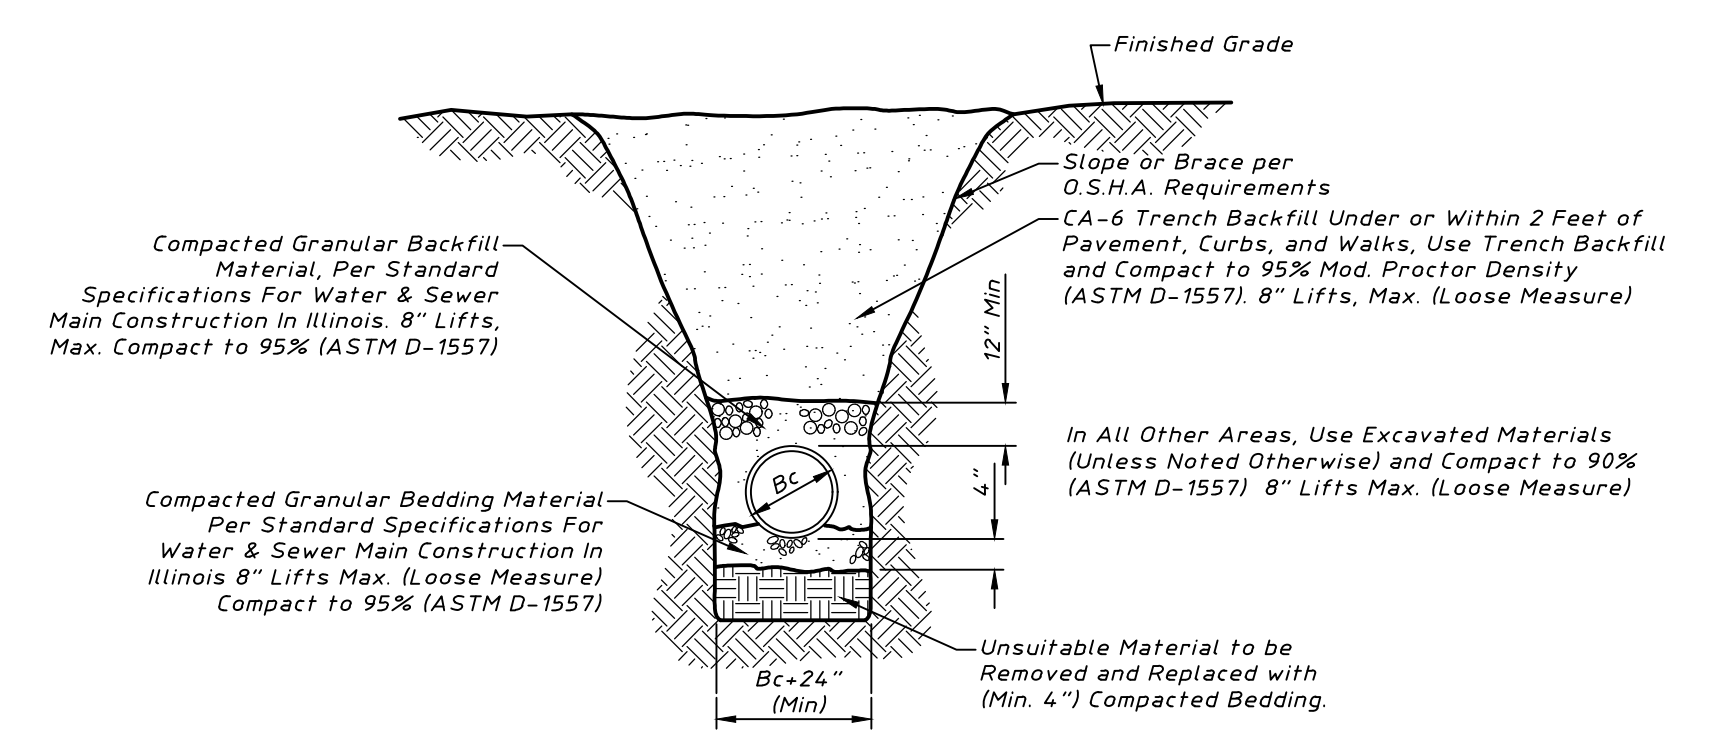 Finished Grade
Slope or Brace per
O.S.H.A. Requirements
CA-6 Trench Backfill Under or Within 2 Feet of
Pavement, Curbs, and Walks, Use Trench Backfill
and Compact to 95% Mod. Proctor Density
(ASTM D-1557). 8" Lifts, Max. (Loose Measure)
Compacted Granular Backfill
Material, Per Standard
Specifications For Water & Sewer
Main Construction In Illinois. 8" Lifts,
Max. Compact to 95% (ASTM D-1557)
12" Min
In All Other Areas, Use Excavated Materials
(Unless Noted Otherwise) and Compact to 90%
(ASTM D-1557) 8" Lifts Max. (Loose Measure)
Bc
4"
Compacted Granular Bedding Material
Per Standard Specifications For
Water & Sewer Main Construction In
Illinois 8" Lifts Max. (Loose Measure)
Compact to 95% (ASTM D-1557)
Unsuitable Material to be
Removed and Replaced with
(Min. 4") Compacted Bedding.
Bc+24"
(Min)